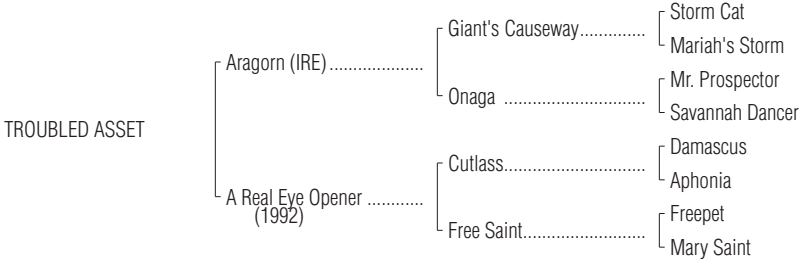 Storm Cat
Giant's Causeway..............
Mariah's Storm
Aragorn (IRE) ....................
Mr. Prospector
Onaga ..............................
Savannah Dancer
TROUBLED ASSET
Damascus
Cutlass..............................
Aphonia
A Real Eye Opener ............
(1992)
Freepet
Free Saint..........................
Mary Saint